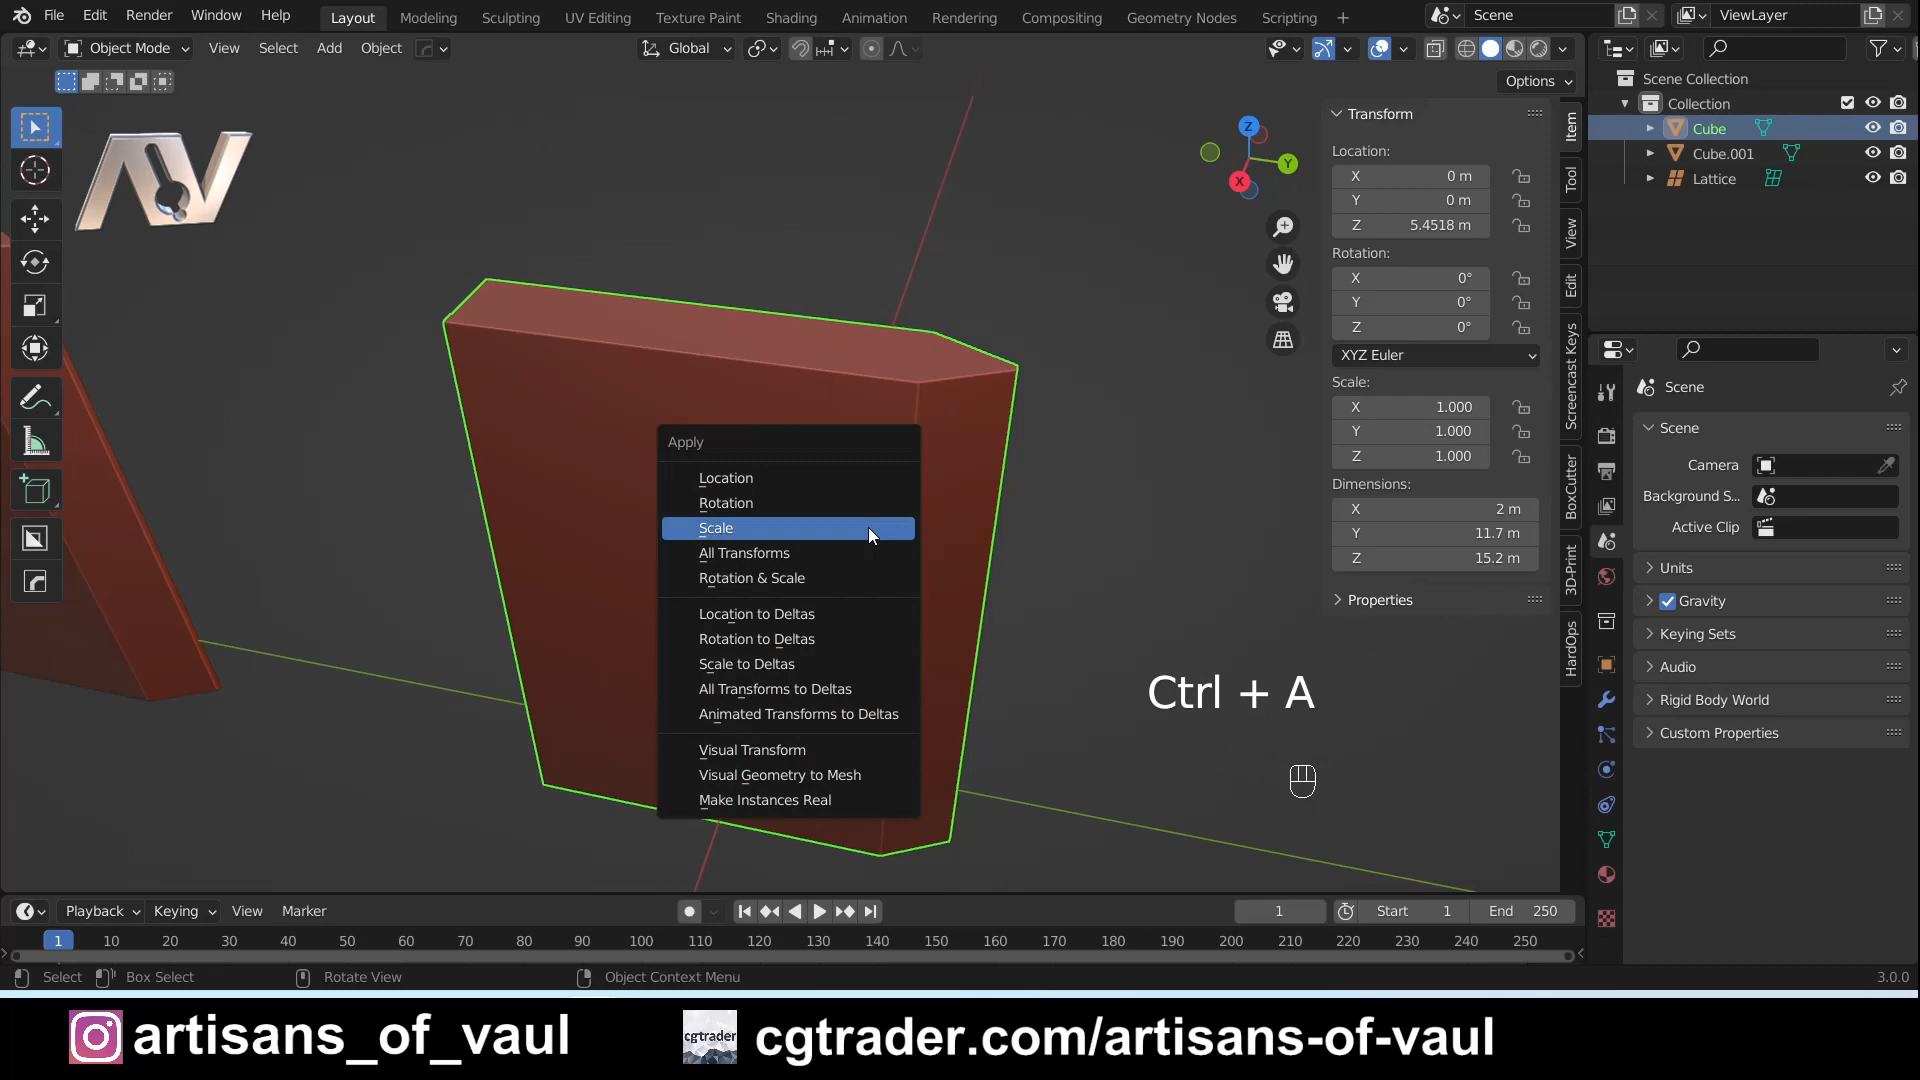 File Edit Render Window Help Layout Modeling Sculpting UV Editing Texture Paint Shading Animation Rendering Compositing Geometry Nodes Scripting + Scene ViewLayer
Object Mode View Select Add Object Global
Options
AV
Transform
Location:
X 0 m
Y 0 m
Z 5.4518 m
Rotation:
X 0°
Y 0°
Z 0°
XYZ Euler
Scale:
X 1.000
Y 1.000
Z 1.000
Dimensions:
X 2 m
Y 11.7 m
Z 15.2 m
Properties
Item
Tool
View
Edit
Screencast Keys
BoxCutter
3D-Print
HardOps
Z
Y
X
Scene Collection
Collection
Cube
Cube.001
Lattice
Scene
Scene
Camera
Background S...
Active Clip
Units
Gravity
Keying Sets
Audio
Rigid Body World
Custom Properties
Apply
Location
Rotation
Scale
All Transforms
Rotation & Scale
Location to Deltas
Rotation to Deltas
Scale to Deltas
All Transforms to Deltas
Animated Transforms to Deltas
Visual Transform
Visual Geometry to Mesh
Make Instances Real
Ctrl + A
Playback Keying View Marker 1 Start 1 End 250
1 10 20 30 40 50 60 70 80 90 100 110 120 130 140 150 160 170 180 190 200 210 220 230 240 250
Select Box Select Rotate View Object Context Menu 3.0.0
artisans_of_vaul cgtrader cgtrader.com/artisans-of-vaul